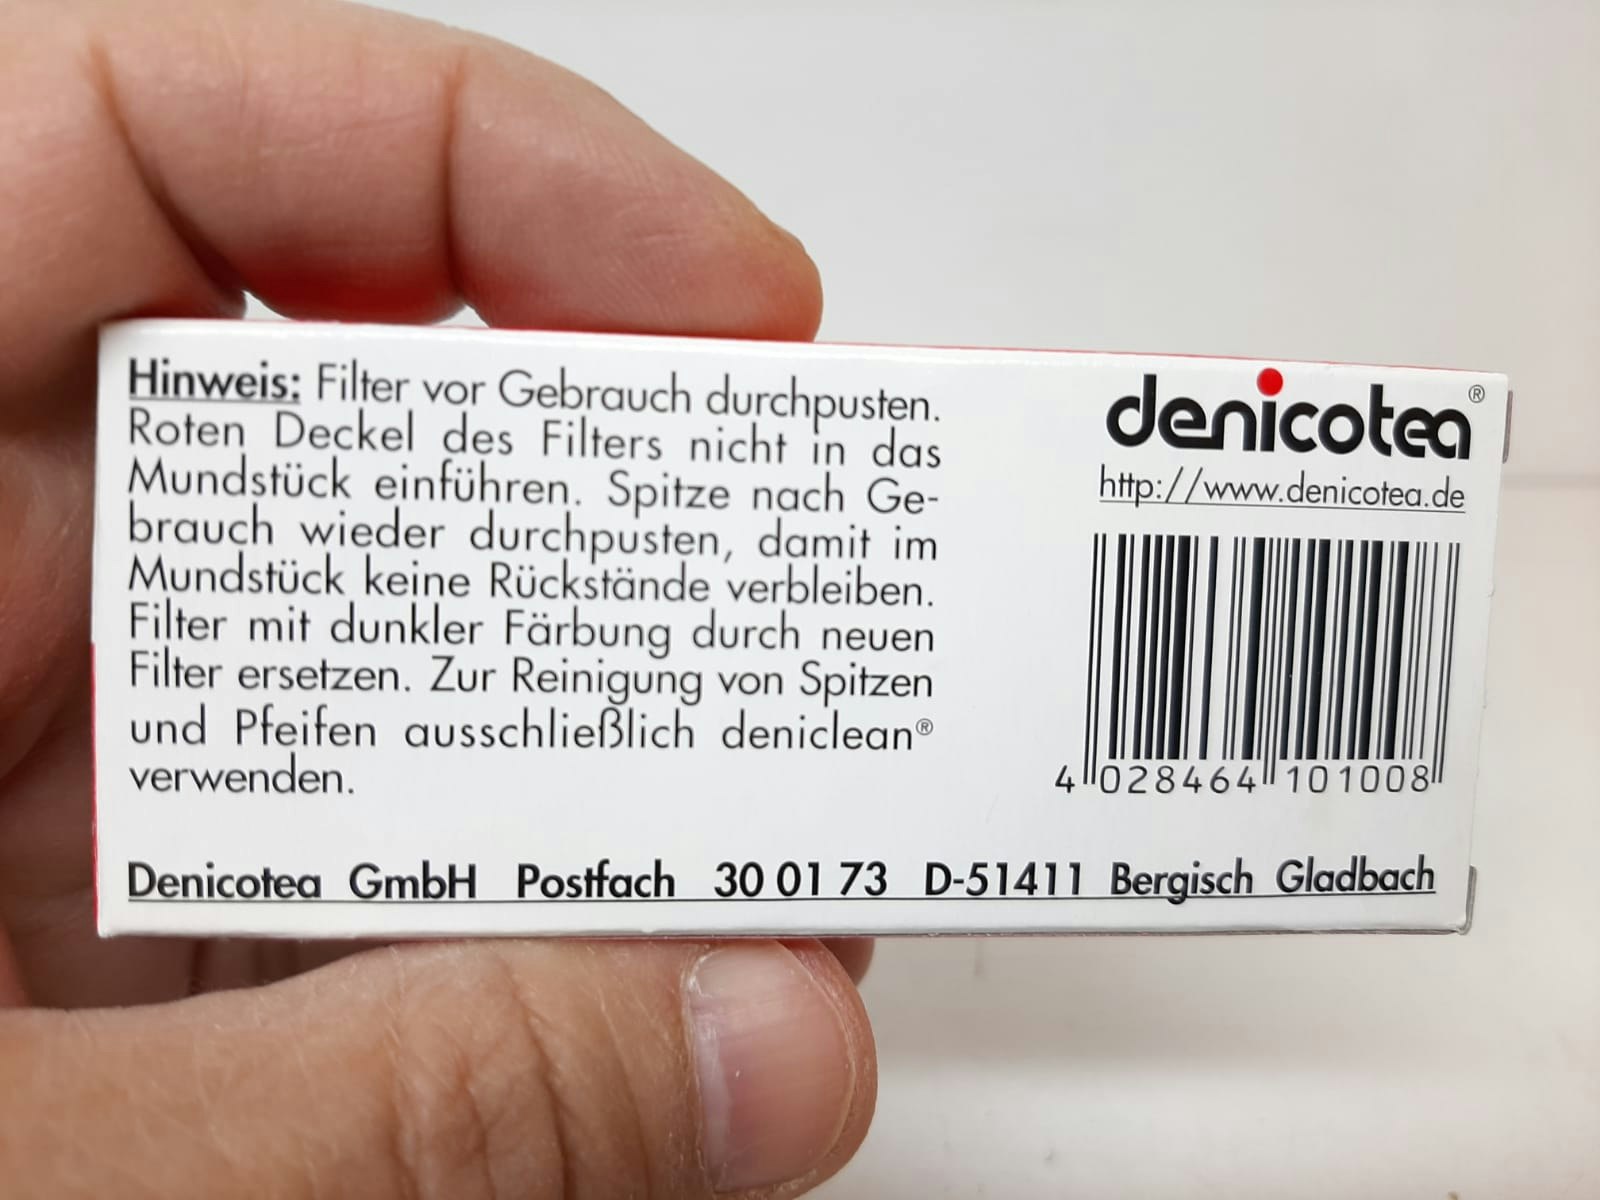 Hinweis: Filter vor Gebrauch durchpusten.
Roten Deckel des Filters nicht in das
Mundstück einführen. Spitze nach Ge-
brauch wieder durchpusten, damit im
Mundstück keine Rückstände verbleiben.
Filter mit dunkler Färbung durch neuen
Filter ersetzen. Zur Reinigung von Spitzen
und Pfeifen ausschließlich deniclean®
verwenden.
denicotea®
http://www.denicotea.de
4 028464 101008
Denicotea GmbH Postfach 30 01 73 D-51411 Bergisch Gladbach